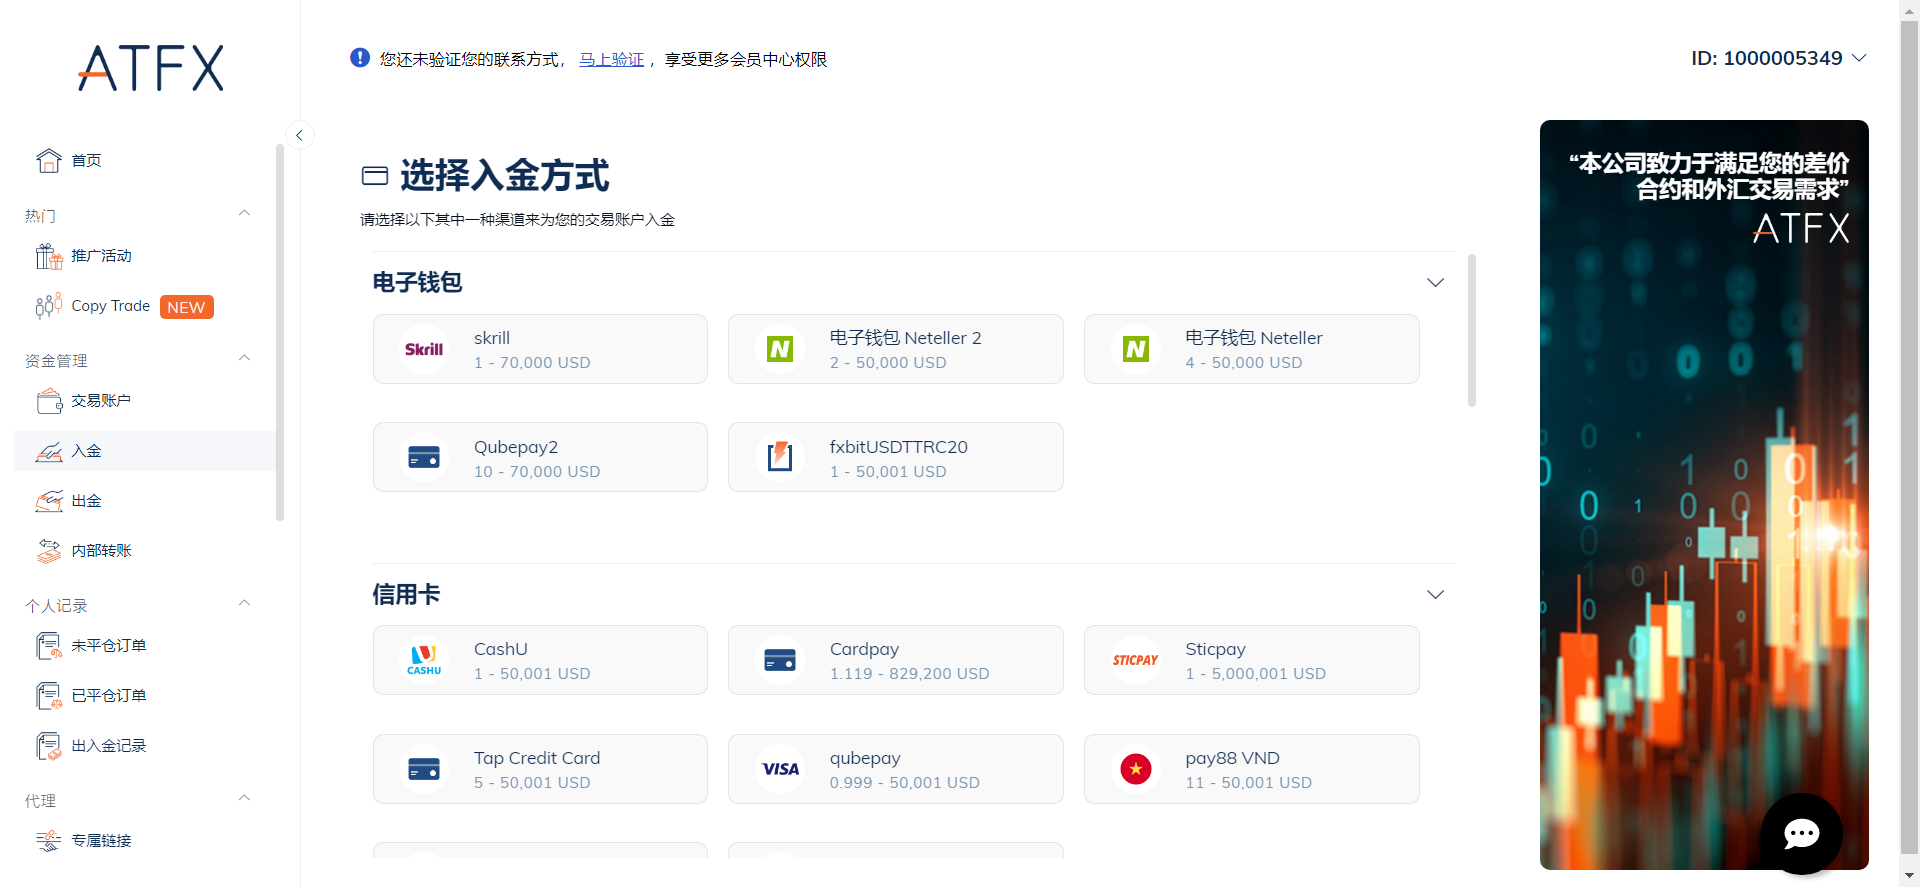 ATFX
首页
热门
推广活动
Copy Trade NEW
资金管理
交易账户
入金
出金
内部转账
个人记录
未平仓订单
已平仓订单
出入金记录
代理
专属链接
您还未验证您的联系方式， 马上验证 ，享受更多会员中心权限
ID: 1000005349
选择入金方式
请选择以下其中一种渠道来为您的交易账户入金
电子钱包
Skrill
skrill
1 - 70,000 USD
N
电子钱包 Neteller 2
2 - 50,000 USD
N
电子钱包 Neteller
4 - 50,000 USD
Qubepay2
10 - 70,000 USD
fxbitUSDTTRC20
1 - 50,001 USD
信用卡
CASHU
CashU
1 - 50,001 USD
Cardpay
1.119 - 829,200 USD
STICPAY
Sticpay
1 - 5,000,001 USD
Tap Credit Card
5 - 50,001 USD
VISA
qubepay
0.999 - 50,001 USD
pay88 VND
11 - 50,001 USD
“本公司致力于满足您的差价
合约和外汇交易需求”
ATFX